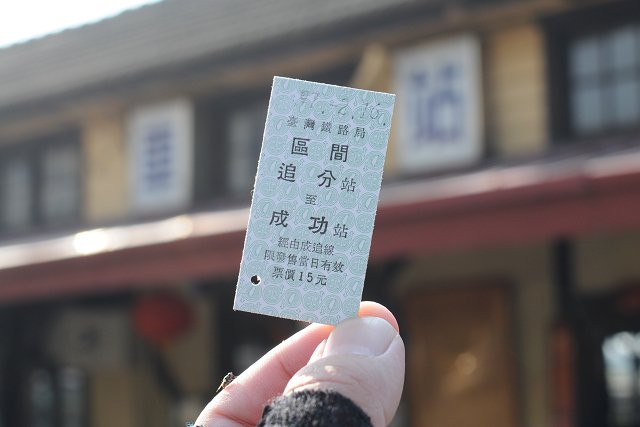 臺灣鐵路局
區間
追分站
至
成功站
經由成追線
限發售當日有效
票價15元
站